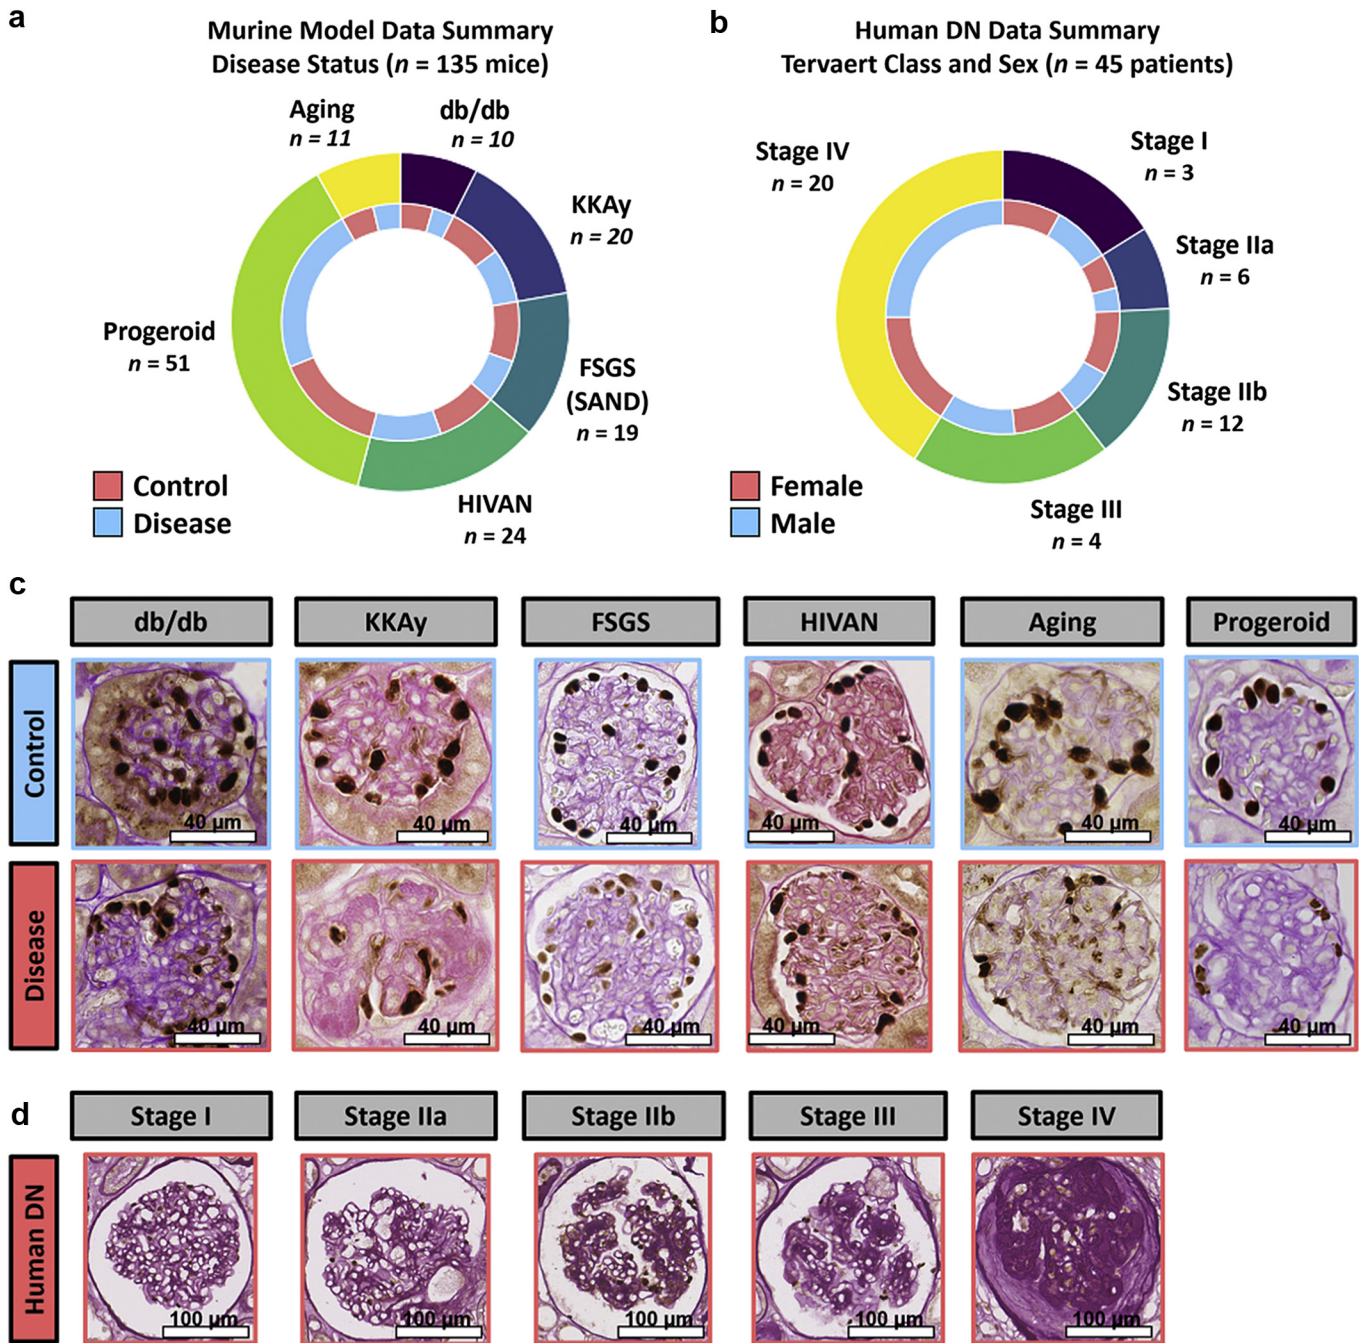 a
Murine Model Data Summary
Disease Status (n = 135 mice)
Aging
n = 11
db/db
n = 10
KKAy
n = 20
FSGS
(SAND)
n = 19
HIVAN
n = 24
Progeroid
n = 51
Control
Disease
b
Human DN Data Summary
Tervaert Class and Sex (n = 45 patients)
Stage I
n = 3
Stage IIa
n = 6
Stage IIb
n = 12
Stage III
n = 4
Stage IV
n = 20
Female
Male
c
db/db KKAy FSGS HIVAN Aging Progeroid
Control
40 µm 40 µm 40 µm 40 µm 40 µm 40 µm
Disease
40 µm 40 µm 40 µm 40 µm 40 µm 40 µm
d
Stage I Stage IIa Stage IIb Stage III Stage IV
Human DN
100 µm 100 µm 100 µm 100 µm 100 µm